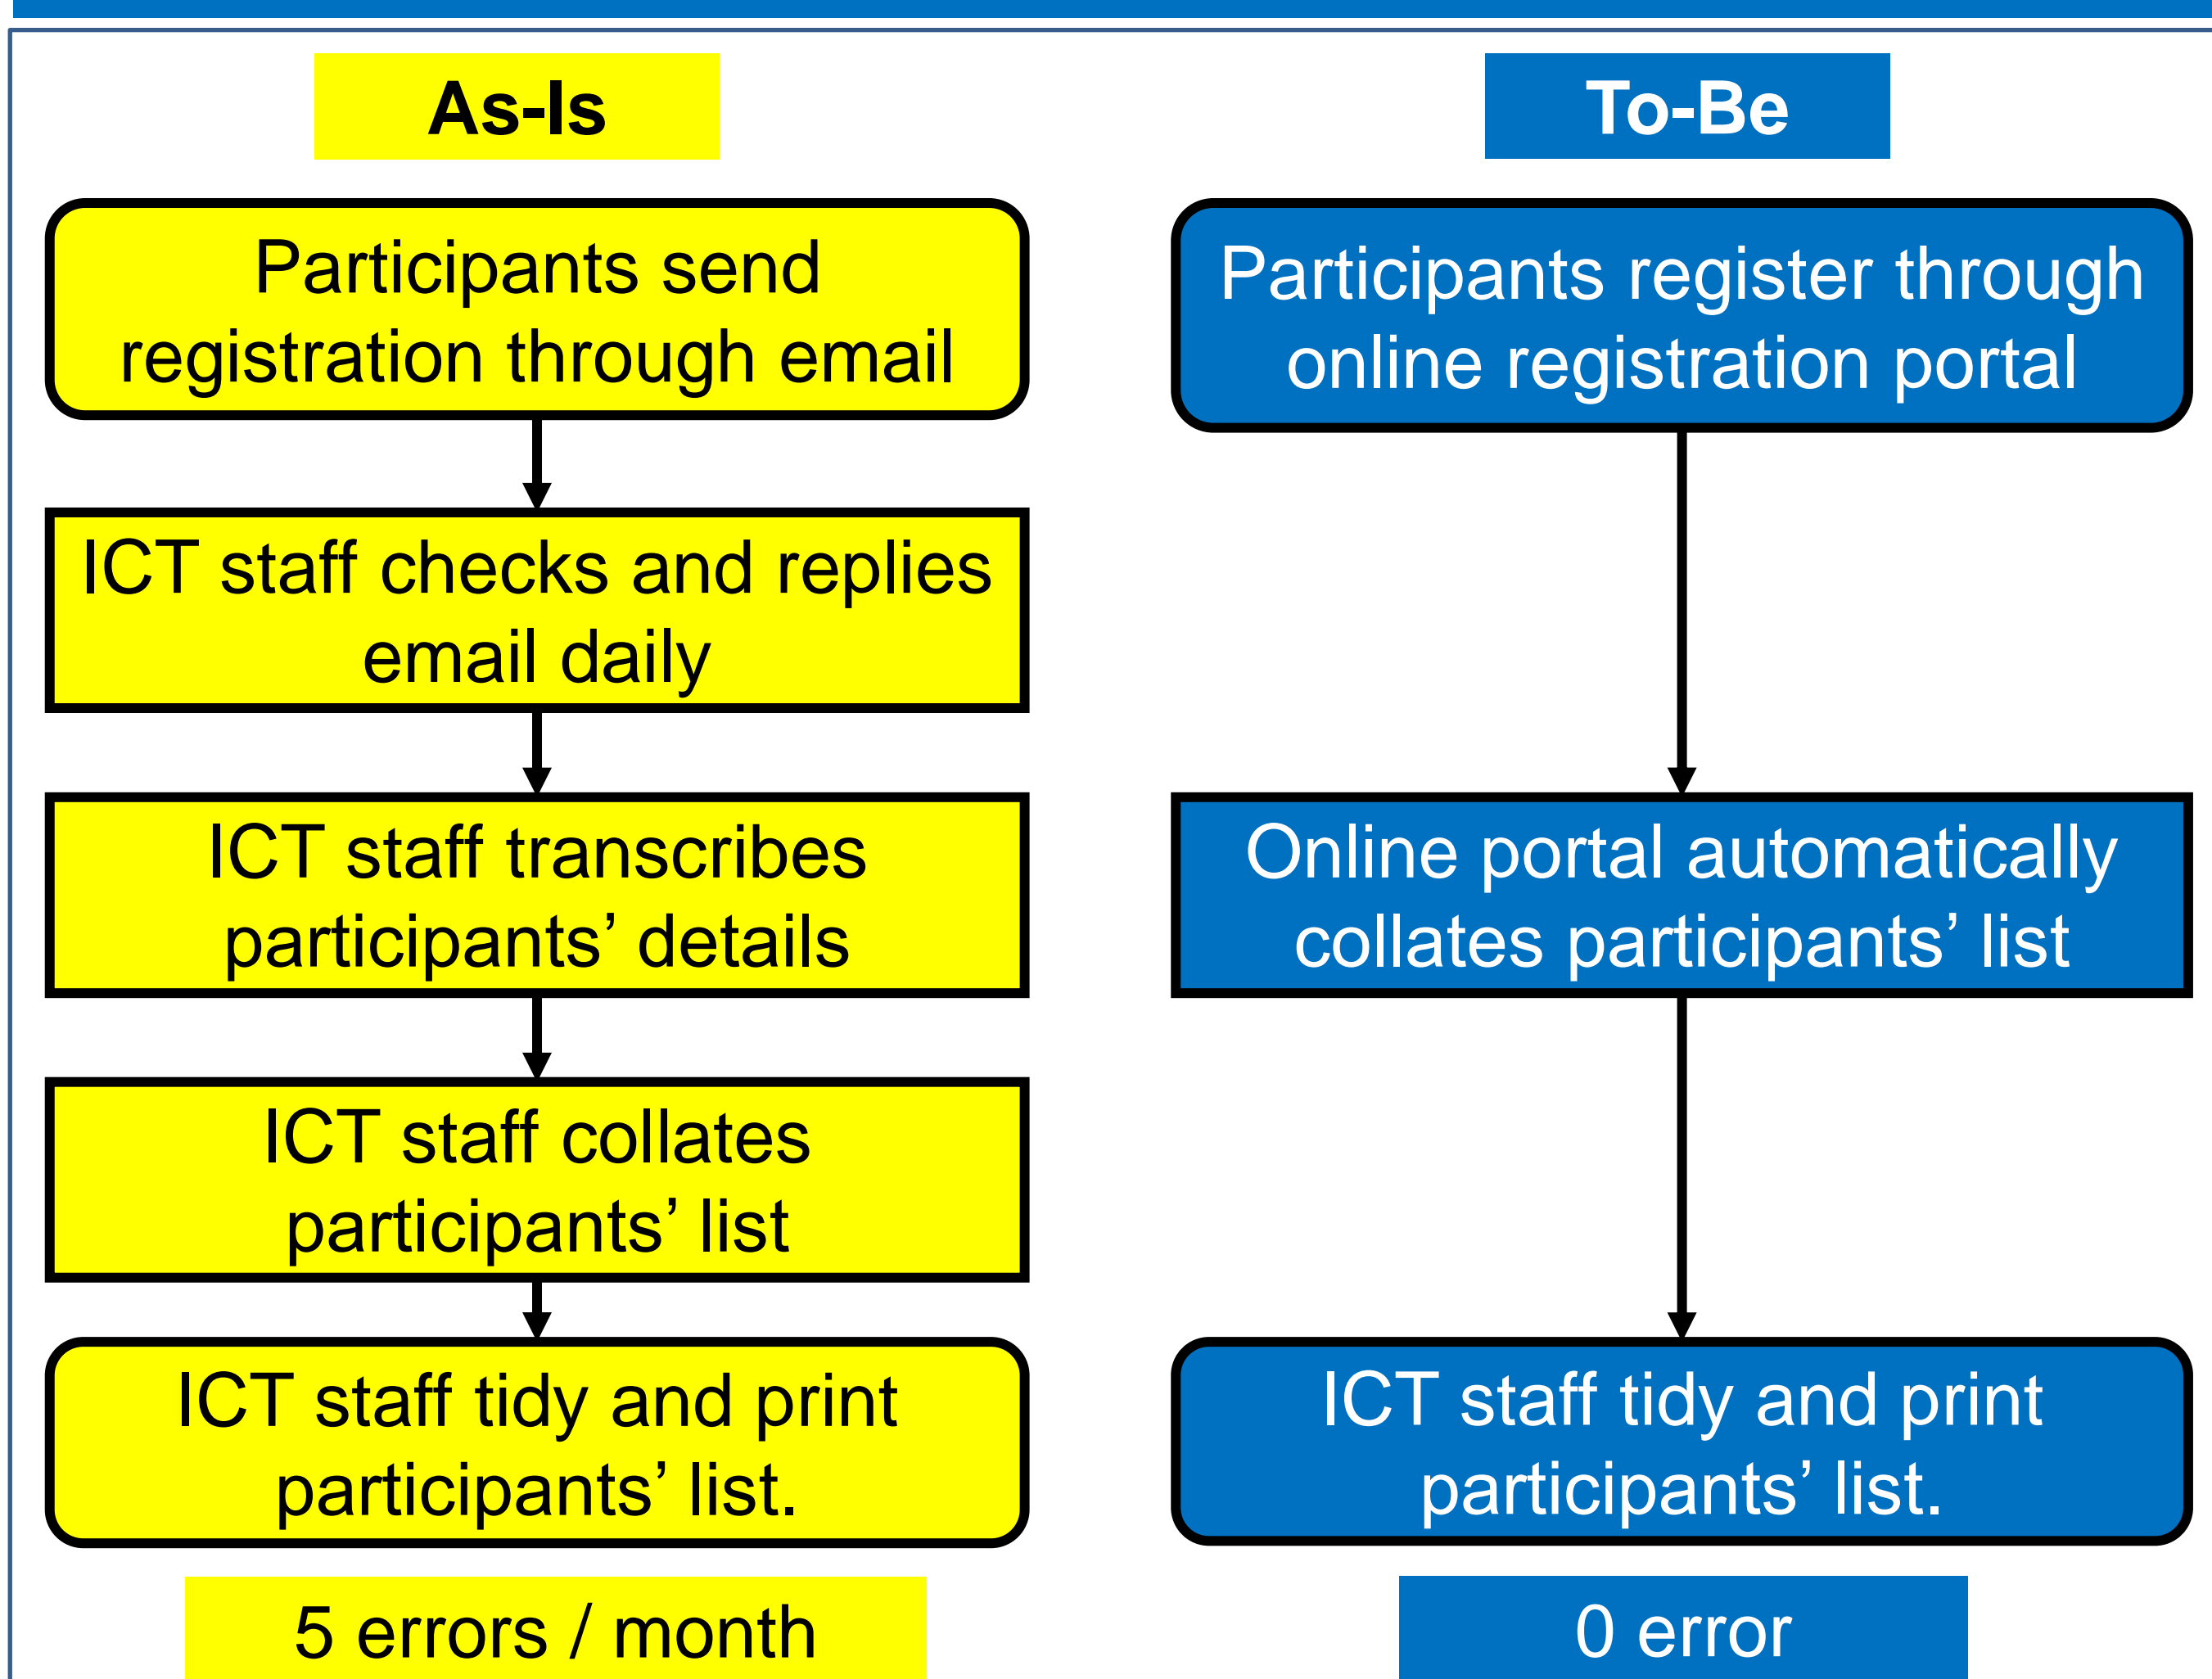 As-Is
Participants send
registration through email
ICT staff checks and replies
email daily
ICT staff transcribes
participants’ details
ICT staff collates
participants’ list
ICT staff tidy and print
participants’ list.
5 errors / month
To-Be
Participants register through
online registration portal
Online portal automatically
collates participants’ list
ICT staff tidy and print
participants’ list.
0 error